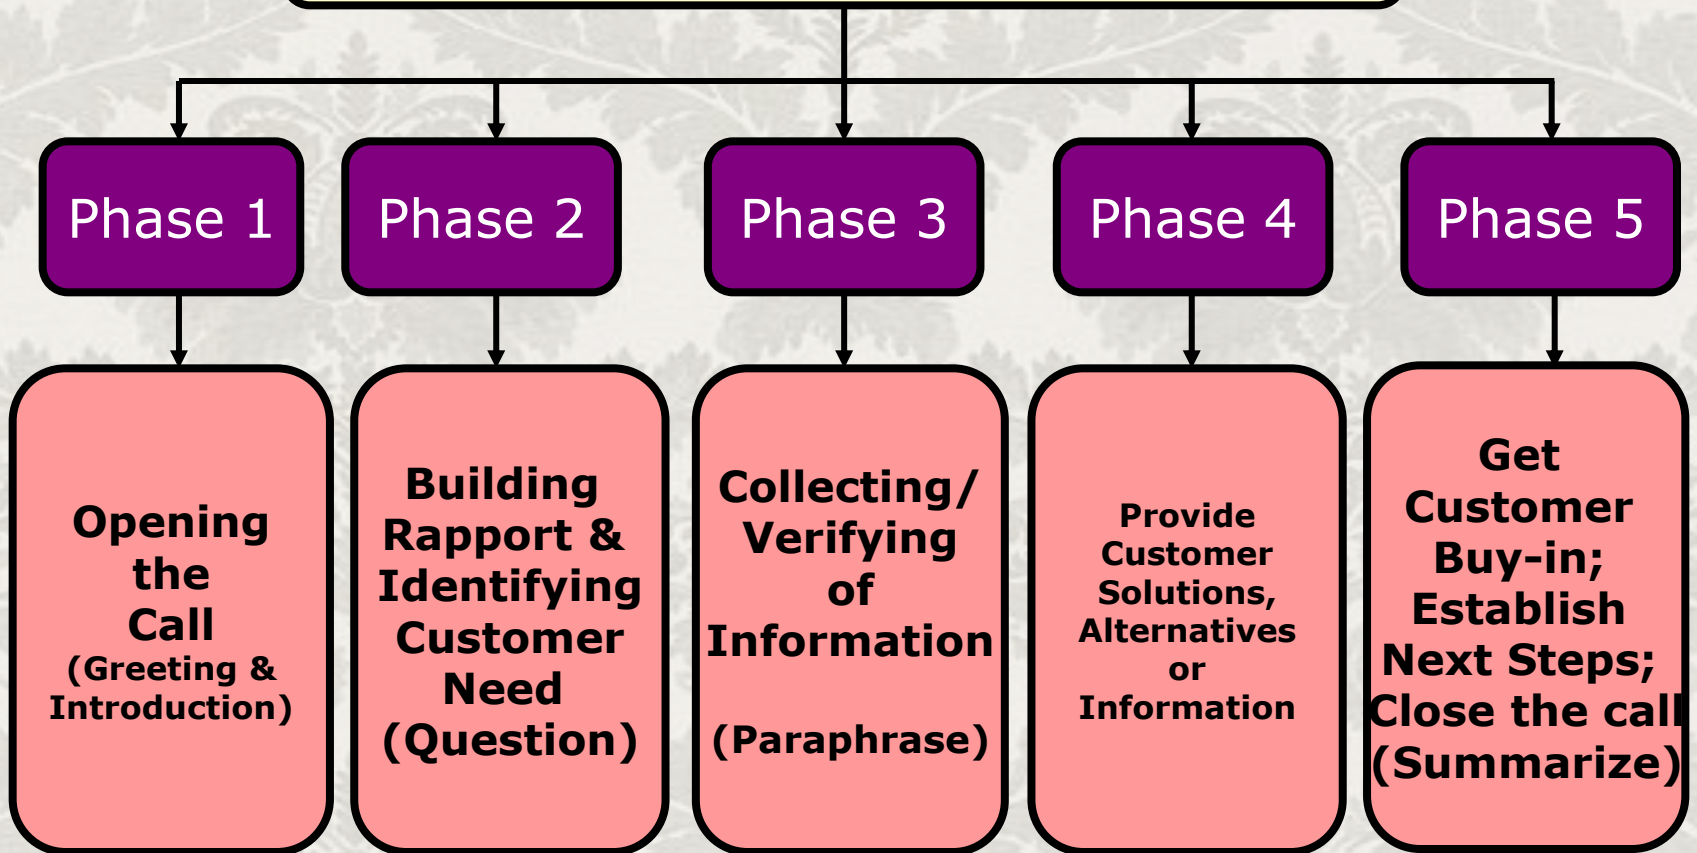 Phase 1
Phase 2
Phase 3
Phase 4
Phase 5
Opening
the
Call
(Greeting &
Introduction)
Building
Rapport &
Identifying
Customer
Need
(Question)
Collecting/
Verifying
of
Information
(Paraphrase)
Provide
Customer
Solutions,
Alternatives
or
Information
Get
Customer
Buy-in;
Establish
Next Steps;
Close the call
(Summarize)